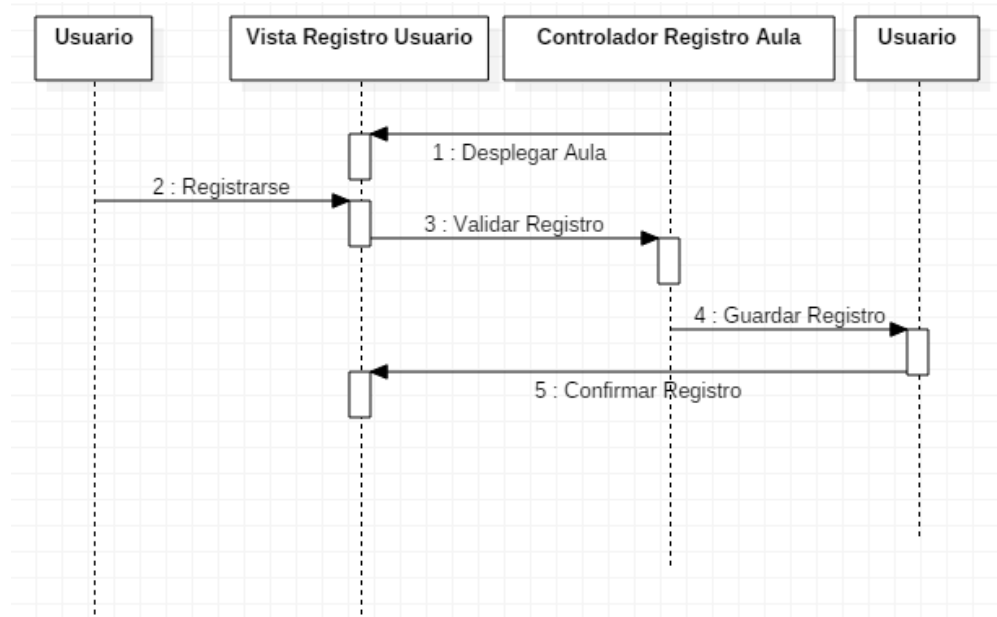 Usuario
Vista Registro Usuario
Controlador Registro Aula
Usuario
1 : Desplegar Aula
2 : Registrarse
3 : Validar Registro
4 : Guardar Registro
5 : Confirmar Registro